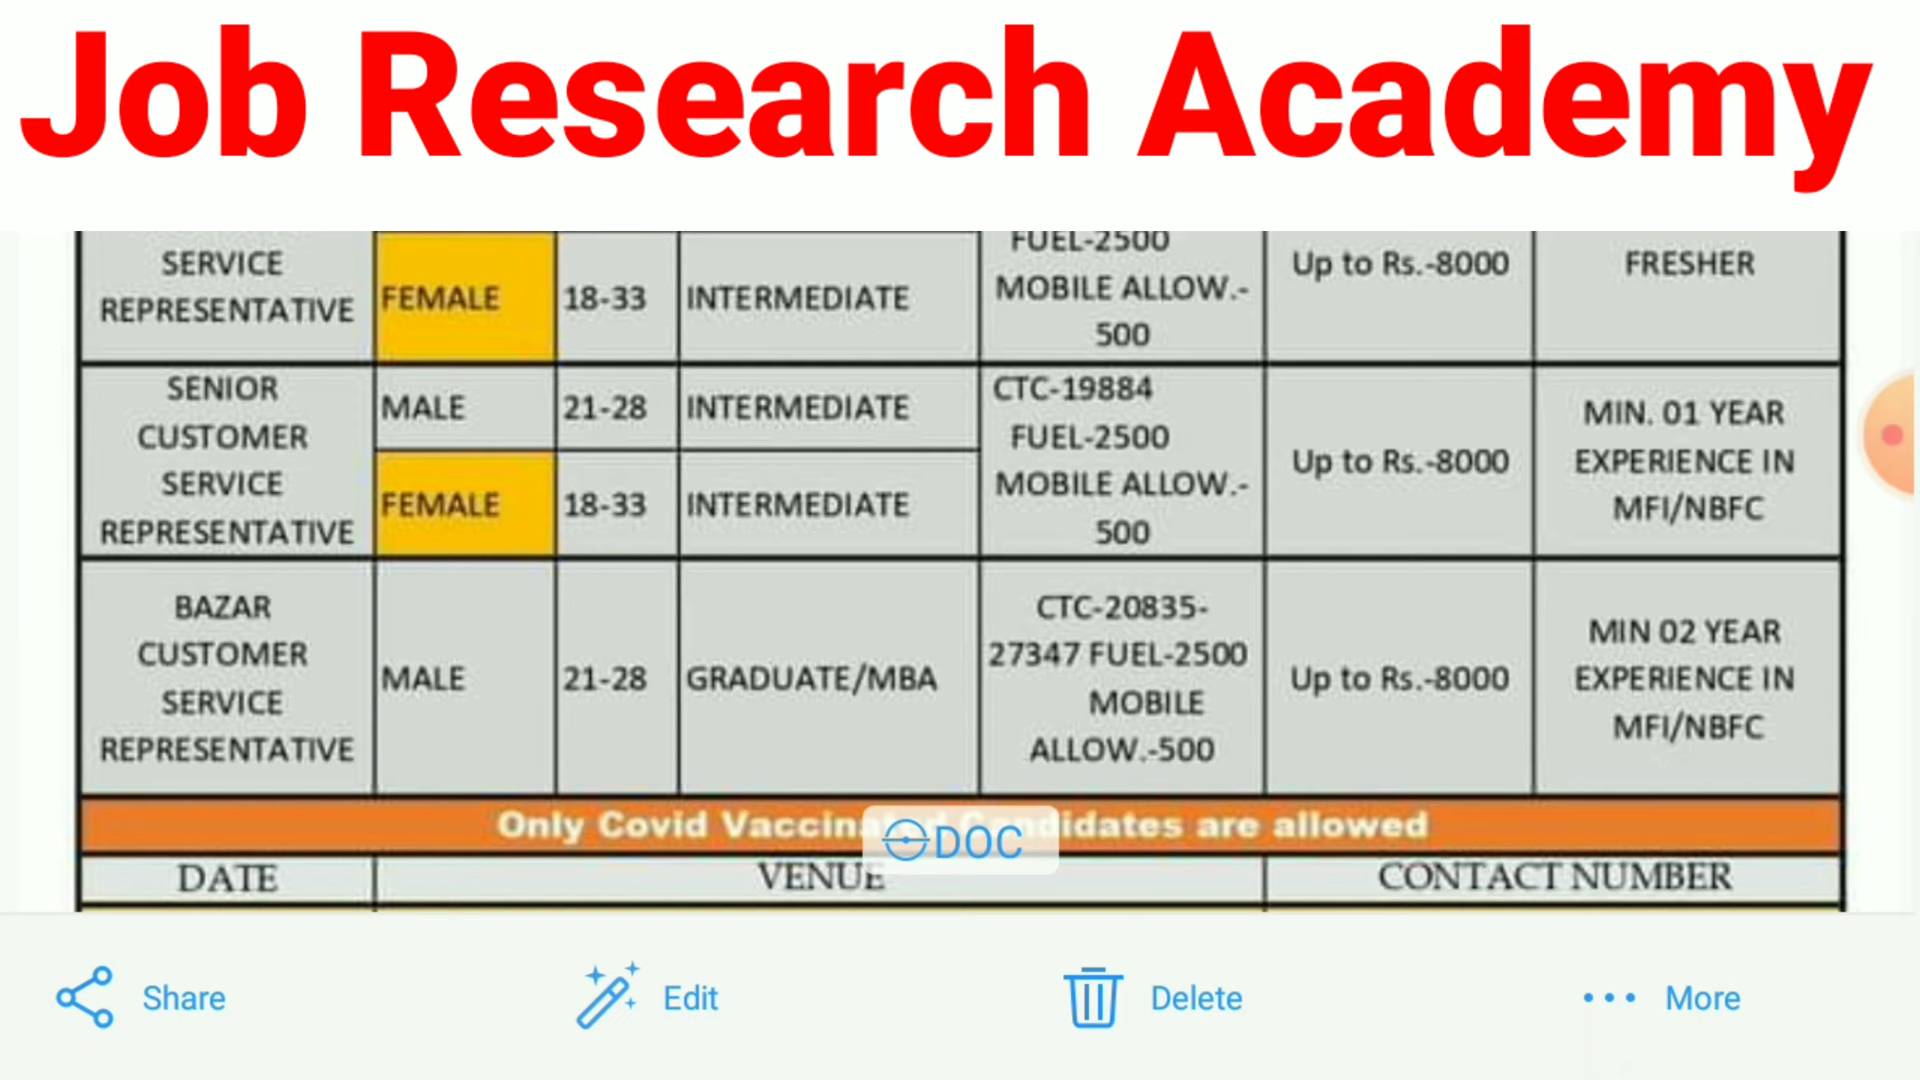 Job Research Academy
SERVICE
REPRESENTATIVE
FEMALE
18-33
INTERMEDIATE
FUEL-2500
MOBILE ALLOW.-
500
Up to Rs.-8000
FRESHER
SENIOR
CUSTOMER
SERVICE
REPRESENTATIVE
MALE
21-28
INTERMEDIATE
FEMALE
18-33
INTERMEDIATE
CTC-19884
FUEL-2500
MOBILE ALLOW.-
500
Up to Rs.-8000
MIN. 01 YEAR
EXPERIENCE IN
MFI/NBFC
BAZAR
CUSTOMER
SERVICE
REPRESENTATIVE
MALE
21-28
GRADUATE/MBA
CTC-20835-
27347 FUEL-2500
MOBILE
ALLOW.-500
Up to Rs.-8000
MIN 02 YEAR
EXPERIENCE IN
MFI/NBFC
Only Covid Vaccinated Candidates are allowed
DOC
DATE
VENUE
CONTACT NUMBER
Share
Edit
Delete
More